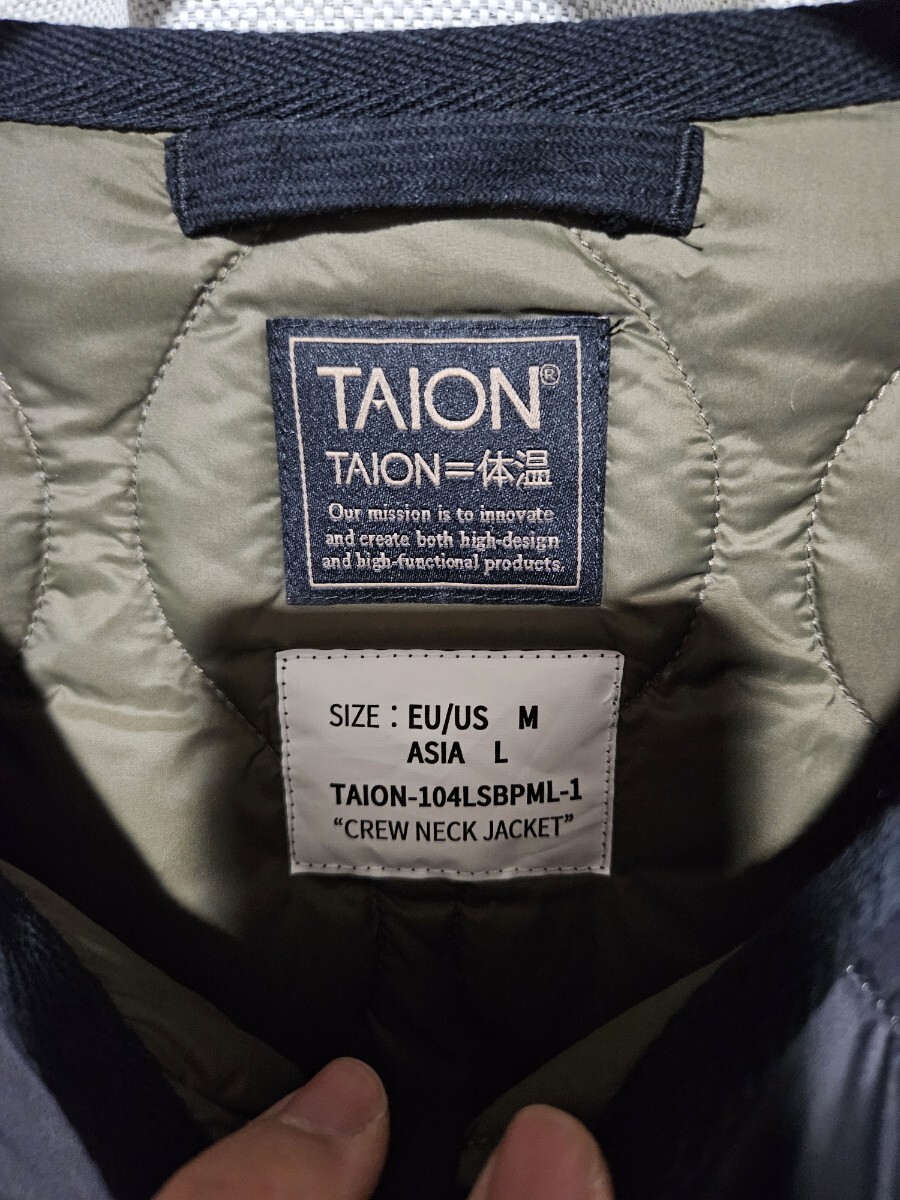 TAION®
TAION=体温
Our mission is to innovate
and create both high-design
and high-functional products.
SIZE : EU/US M
ASIA L
TAION-104LSBPML-1
“CREW NECK JACKET”